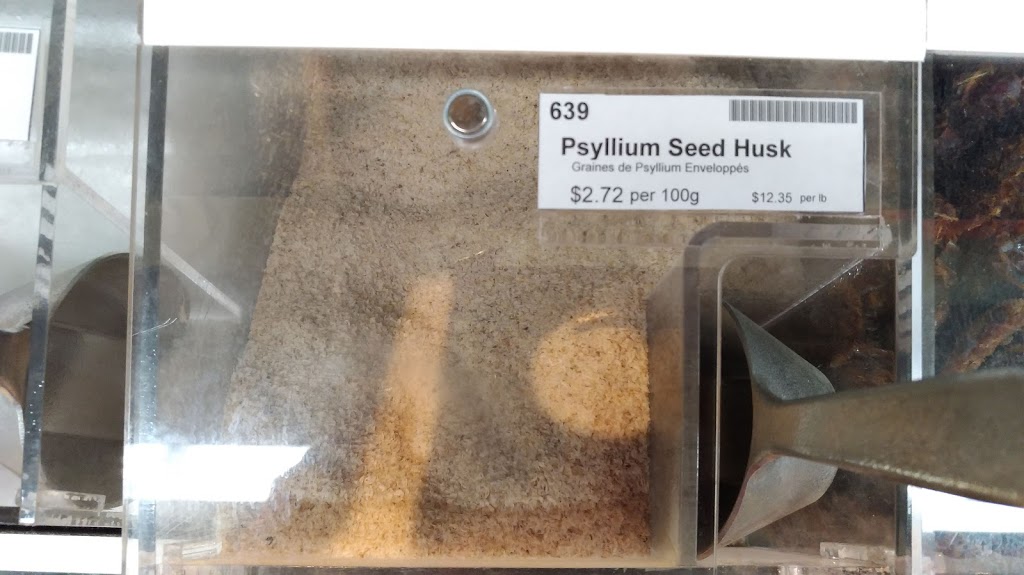 639
Psyllium Seed Husk
Graines de Psyllium Enveloppés
$2.72 per 100g $12.35 per lb